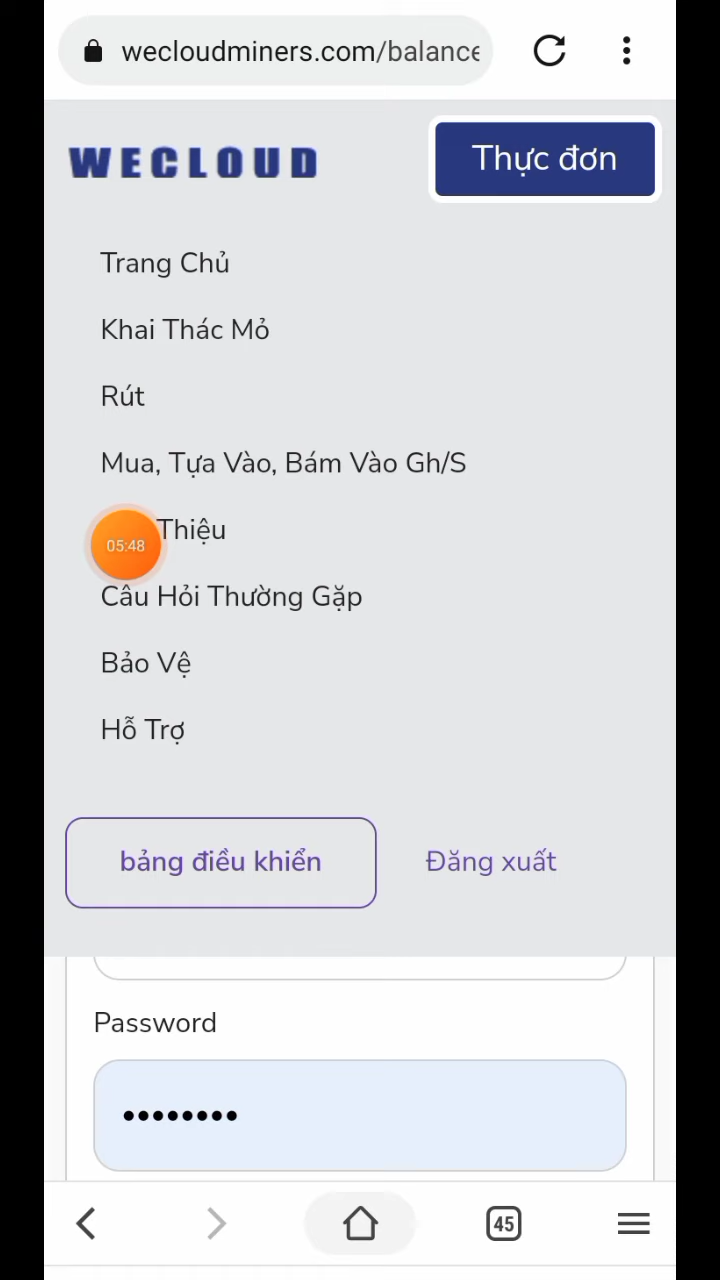 wecloudminers.com/balance
WECLOUD
Thực đơn
Trang Chủ
Khai Thác Mỏ
Rút
Mua, Tựa Vào, Bám Vào Gh/S
Thiệu
05:48
Câu Hỏi Thường Gặp
Bảo Vệ
Hỗ Trợ
bảng điều khiển
Đăng xuất
Password
45